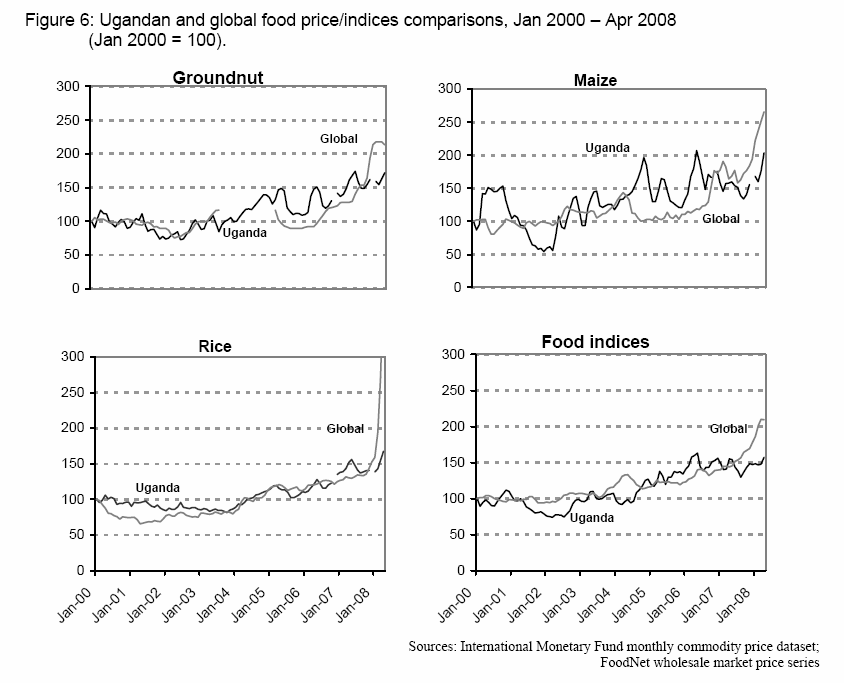 Figure 6: Ugandan and global food price/indices comparisons, Jan 2000 – Apr 2008
(Jan 2000 = 100).
Groundnut
300
250
200
150
100
50
0
Global
Uganda
Maize
300
250
200
150
100
50
0
Uganda
Global
Rice
300
250
200
150
100
50
0
Global
Uganda
Jan-00
Jan-01
Jan-02
Jan-03
Jan-04
Jan-05
Jan-06
Jan-07
Jan-08
Food indices
300
250
200
150
100
50
0
Global
Uganda
Jan-00
Jan-01
Jan-02
Jan-03
Jan-04
Jan-05
Jan-06
Jan-07
Jan-08
Sources: International Monetary Fund monthly commodity price dataset;
FoodNet wholesale market price series